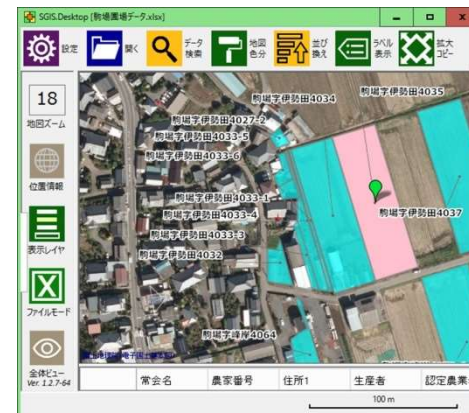 SGIS.Desktop [駒場圃場データ.xlsx]
設定
開く
データ
検索
地図
色分
並び
換え
ラベル
表示
拡大
コピー
18
地図ズーム
位置情報
表示レイヤ
ファイルモード
全体ビュー
Ver. 1.2.7-64
駒場字伊勢田4035
駒場字伊勢田4034
駒場字伊勢田4027-2
駒場字伊勢田4033-5
駒場字伊勢田4033-6
駒場字伊勢田4033-1
駒場字伊勢田4033-4
駒場字伊勢田4037
駒場字伊勢田4033-3
駒場字伊勢田4032
駒場字峰岸4064
常会名 農家番号 住所1 生産者 認定農業
100 m